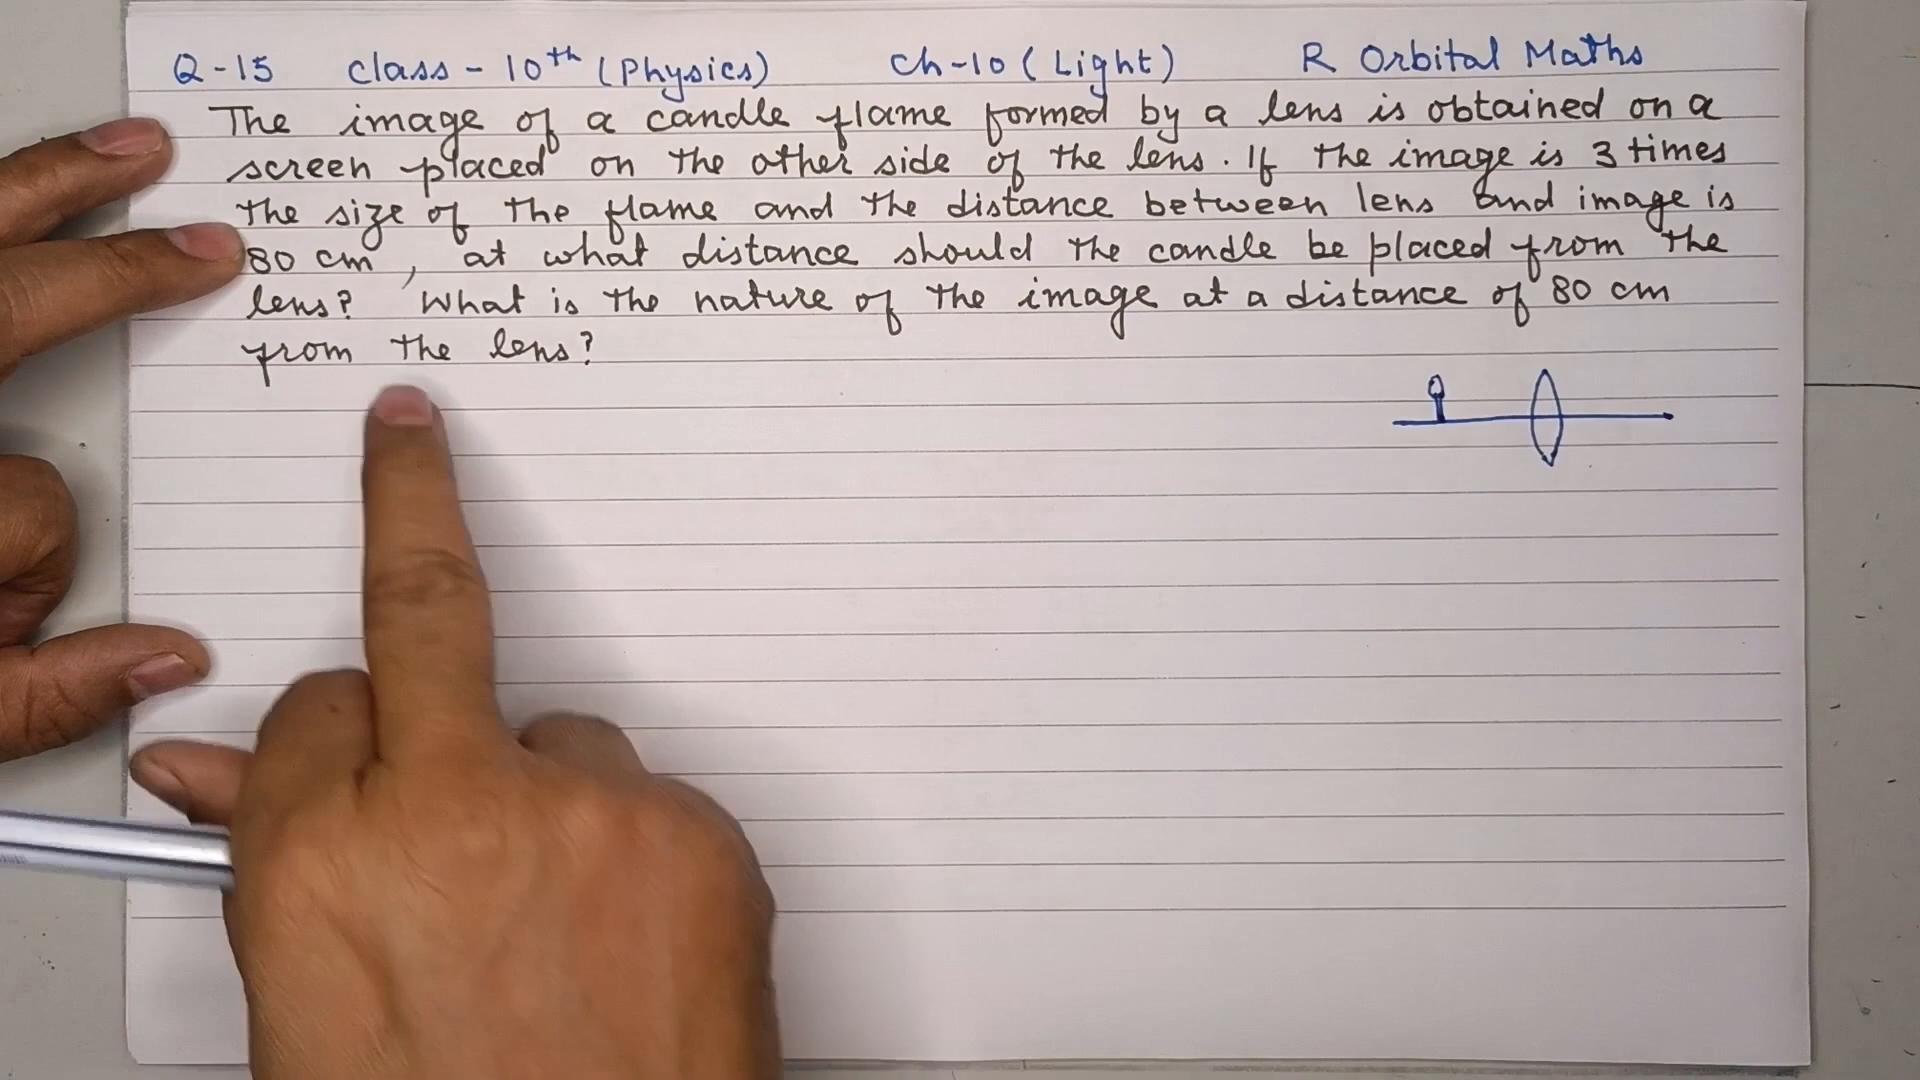 Q-15 class - 10th (Physics) Ch-10 (Light) R Orbital Maths
The image of a candle flame formed by a lens is obtained on a
screen placed on the other side of the lens. If the image is 3 times
the size of the flame and the distance between lens and image is
80 cm, at what distance should the candle be placed from the
lens? What is the nature of the image at a distance of 80 cm
from the lens?